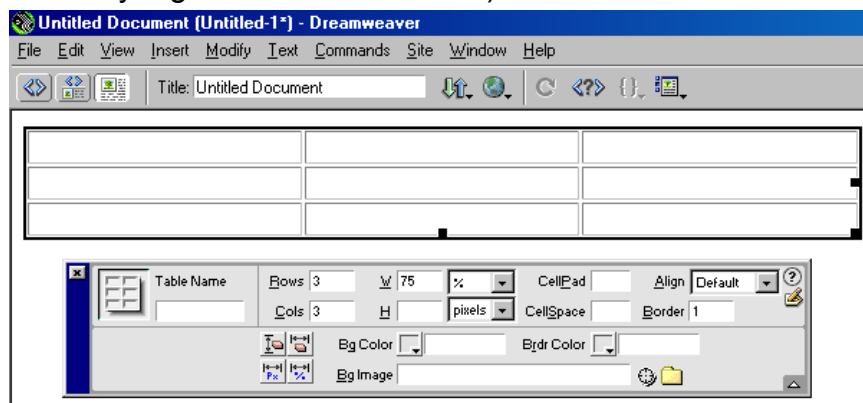 Untitled Document (Untitled-1*) - Dreamweaver
File Edit View Insert Modify Text Commands Site Window Help
Title: Untitled Document
Table Name Rows 3 W 75 % CellPad Align Default
Cols 3 H pixels CellSpace Border 1
Bg Color Brdr Color
Px % Bg Image